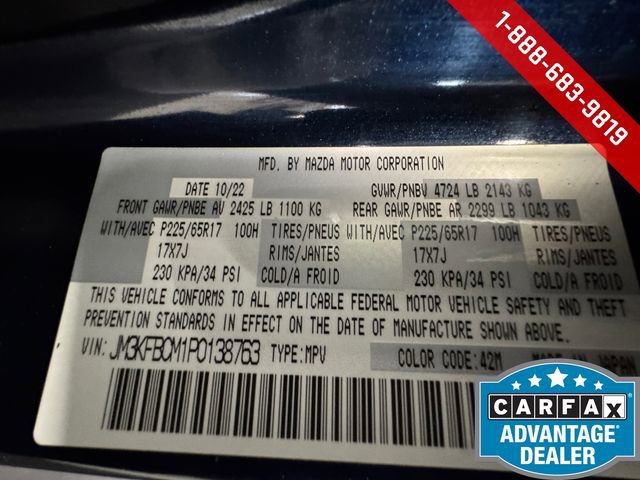 1-888-683-9819
MFD. BY MAZDA MOTOR CORPORATION
DATE 10/22 GVWR/PNBV 4724 LB 2143 KG
FRONT GAWR/PNBE AV 2425 LB 1100 KG REAR GAWR/PNBE AR 2299 LB 1043 KG
WITH/AVEC P225/65R17 100H TIRES/PNEUS WITH/AVEC P225/65R17 100H TIRES/PNEUS
17X7J RIMS/JANTES 17X7J RIMS/JANTES
230 KPA/34 PSI COLD/A FROID 230 KPA/34 PSI COLD/A FROID
THIS VEHICLE CONFORMS TO ALL APPLICABLE FEDERAL MOTOR VEHICLE SAFETY AND THEFT
PREVENTION STANDARDS IN EFFECT ON THE DATE OF MANUFACTURE SHOWN ABOVE.
VIN: JM3KFBCM1P0138763 TYPE:MPV COLOR CODE:42M MADE IN JAPAN
CARFAX
ADVANTAGE
DEALER